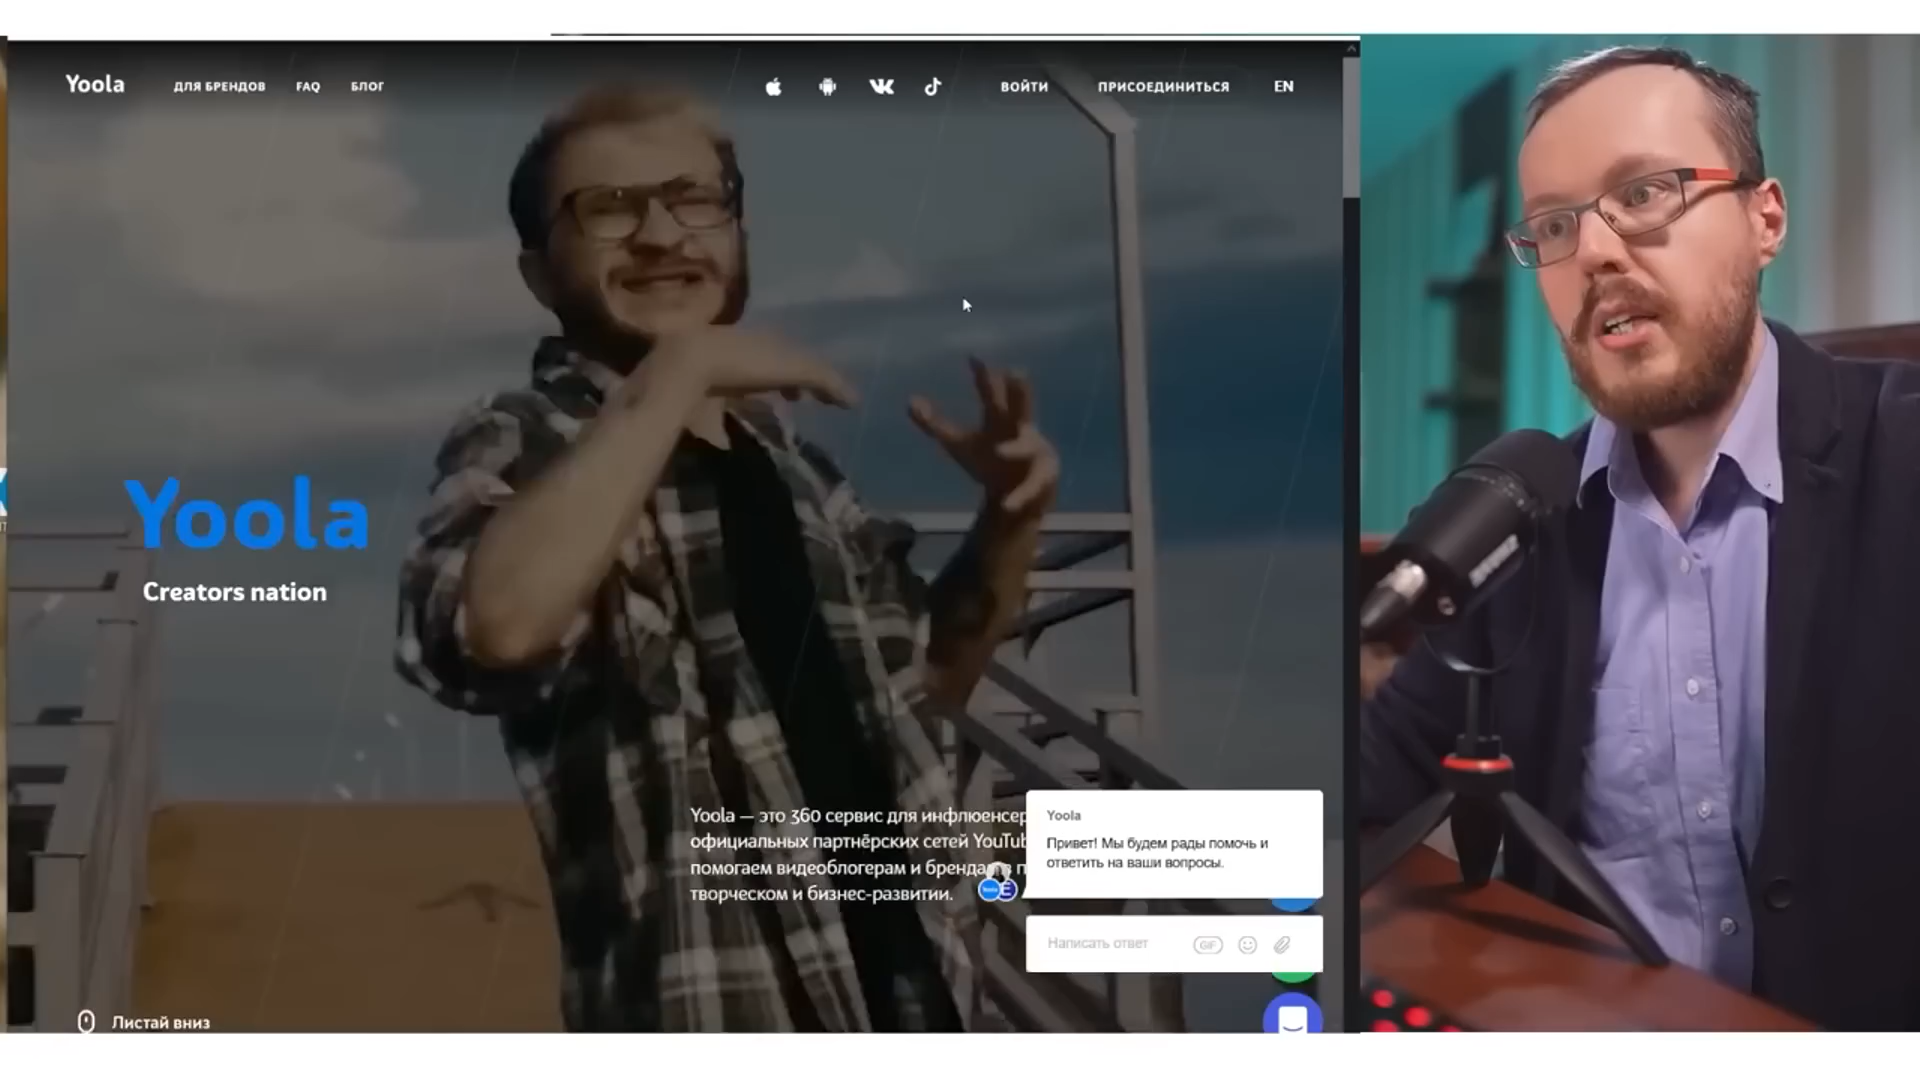 Yoola
ДЛЯ БРЕНДОВ
FAQ
БЛОГ
ВОЙТИ
ПРИСОЕДИНИТЬСЯ
EN
Yoola
Creators nation
Yoola — это 360 сервис для инфлюенсер
официальных партнёрских сетей YouTub
помогаем видеоблогерам и бренда
творческом и бизнес-развитии.
Yoola
Привет! Мы будем рады помочь и
ответить на ваши вопросы.
Написать ответ
GIF
Листай вниз